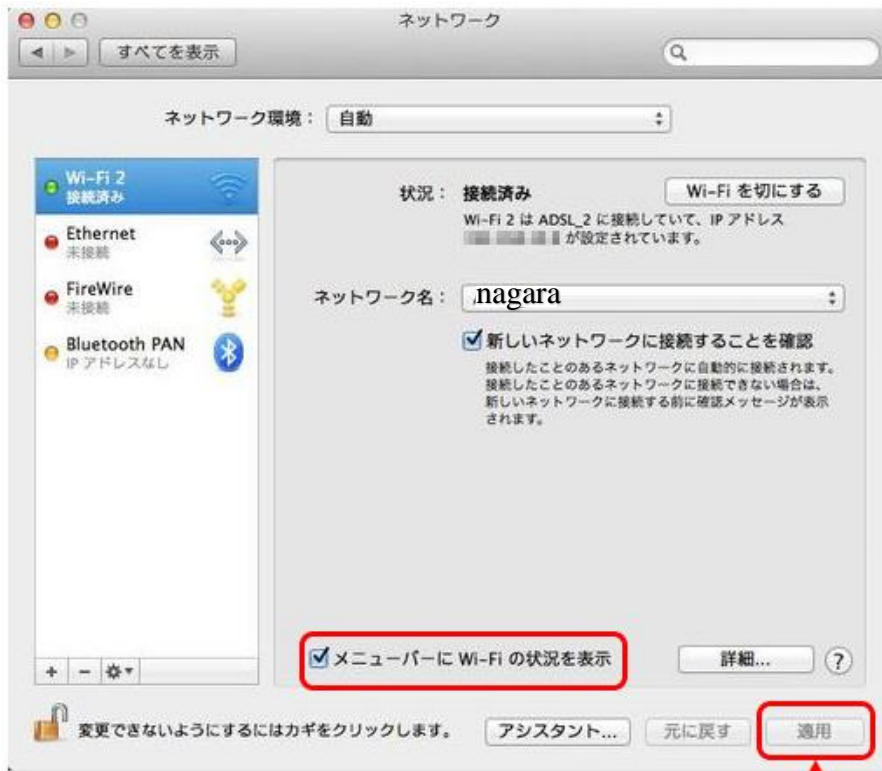 ネットワーク
すべてを表示
ネットワーク環境： 自動
Wi-Fi 2
接続済み
Ethernet
未接続
FireWire
未接続
Bluetooth PAN
IP アドレスなし
状況： 接続済み
Wi-Fi を切にする
Wi-Fi 2 は ADSL_2 に接続していて、IP アドレス
が設定されています。
ネットワーク名： nagara
新しいネットワークに接続することを確認
接続したことのあるネットワークに自動的に接続されます。
接続したことのあるネットワークに接続できない場合は、
新しいネットワークに接続する前に確認メッセージが表示
されます。
メニューバーに Wi-Fi の状況を表示
詳細... ?
+ −
変更できないようにするにはカギをクリックします。
アシスタント... 元に戻す 適用